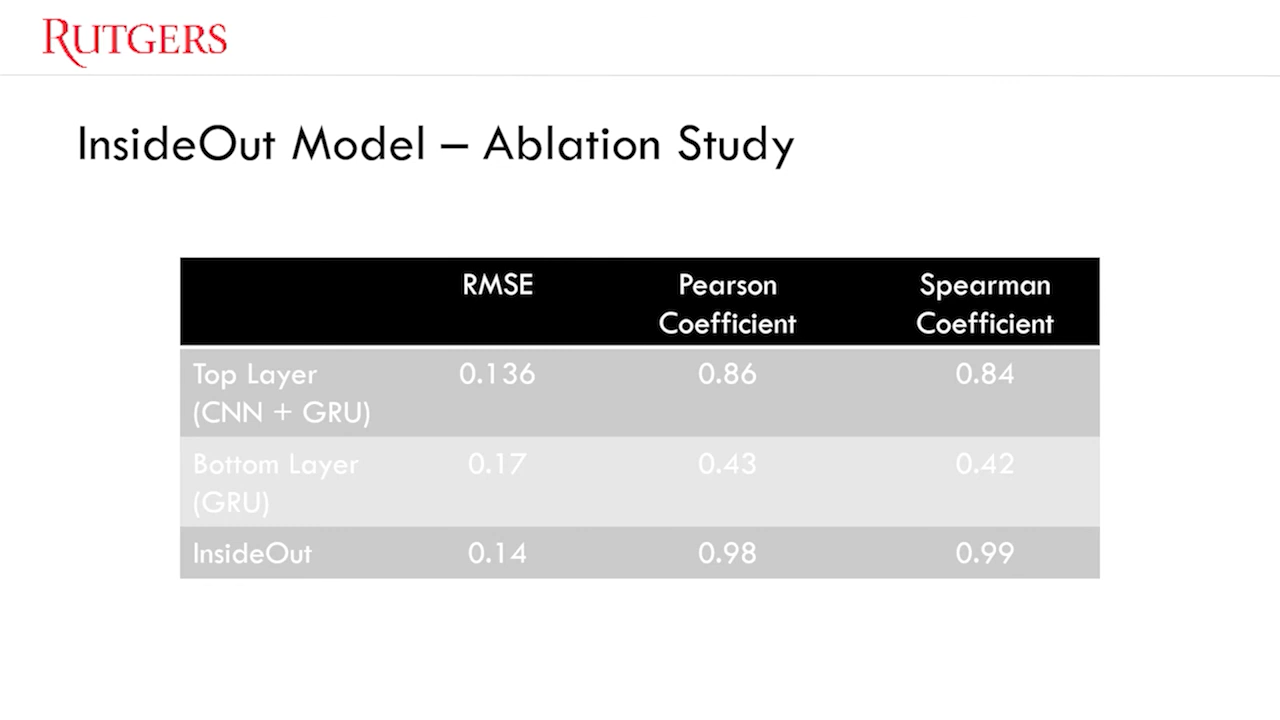 RUTGERS
InsideOut Model – Ablation Study
RMSE Pearson Spearman
Coefficient Coefficient
Top Layer 0.136 0.86 0.84
(CNN + GRU)
Bottom Layer 0.17 0.43 0.42
(GRU)
InsideOut 0.14 0.98 0.99